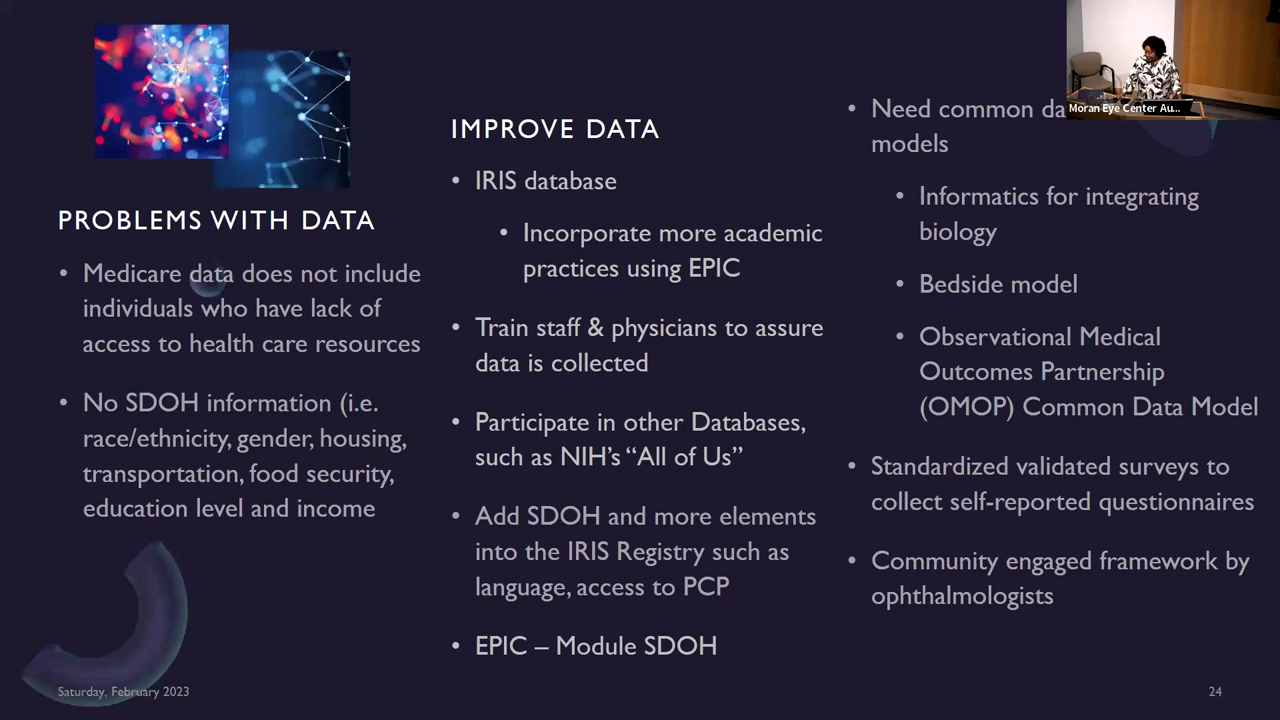 PROBLEMS WITH DATA
• Medicare data does not include
individuals who have lack of
access to health care resources
• No SDOH information (i.e.
race/ethnicity, gender, housing,
transportation, food security,
education level and income
IMPROVE DATA
• IRIS database
• Incorporate more academic
practices using EPIC
• Train staff & physicians to assure
data is collected
• Participate in other Databases,
such as NIH’s “All of Us”
• Add SDOH and more elements
into the IRIS Registry such as
language, access to PCP
• EPIC – Module SDOH
• Need common
models
• Informatics for integrating
biology
• Bedside model
• Observational Medical
Outcomes Partnership
(OMOP) Common Data Model
• Standardized validated surveys to
collect self-reported questionnaires
• Community engaged framework by
ophthalmologists
Moran Eye Center Au...
Saturday, February 2023
24